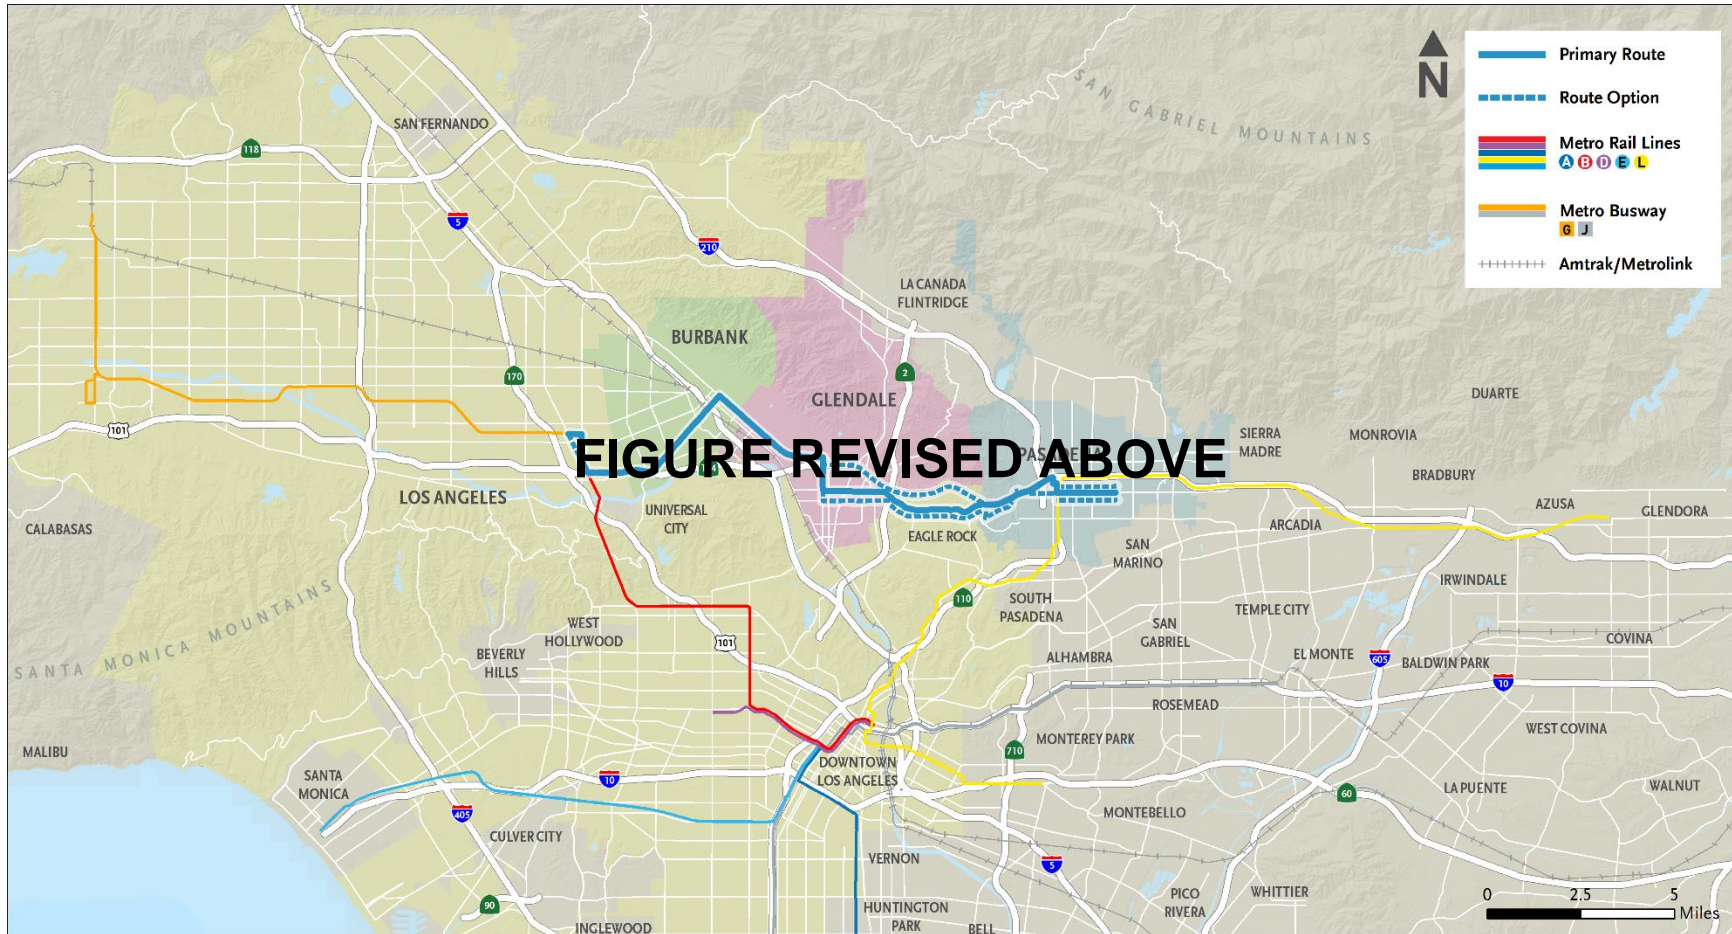 N
Primary Route
Route Option
Metro Rail Lines
A B D E L
Metro Busway
G J
Amtrak/Metrolink
SAN GABRIEL MOUNTAINS
SAN FERNANDO
118
5
210
LA CANADA
FLINTRIDGE
BURBANK
170
2
GLENDALE
DUARTE
101
SIERRA
MADRE
MONROVIA
FIGURE REVISED ABOVE
PASADENA
BRADBURY
LOS ANGELES
UNIVERSAL
CITY
AZUSA
GLENDORA
CALABASAS
EAGLE ROCK
ARCADIA
SAN
MARINO
IRWINDALE
SANTA MONICA MOUNTAINS
110
SOUTH
PASADENA
TEMPLE CITY
WEST
HOLLYWOOD
101
SAN
GABRIEL
COVINA
BEVERLY
HILLS
ALHAMBRA
EL MONTE
605
BALDWIN PARK
10
ROSEMEAD
WEST COVINA
MALIBU
MONTEREY PARK
710
DOWNTOWN
LOS ANGELES
SANTA
MONICA
10
LA PUENTE
WALNUT
60
405
MONTEBELLO
CULVER CITY
VERNON
5
90
PICO
RIVERA
WHITTIER
HUNTINGTON
PARK
INGLEWOOD
BELL
0 2.5 5
Miles